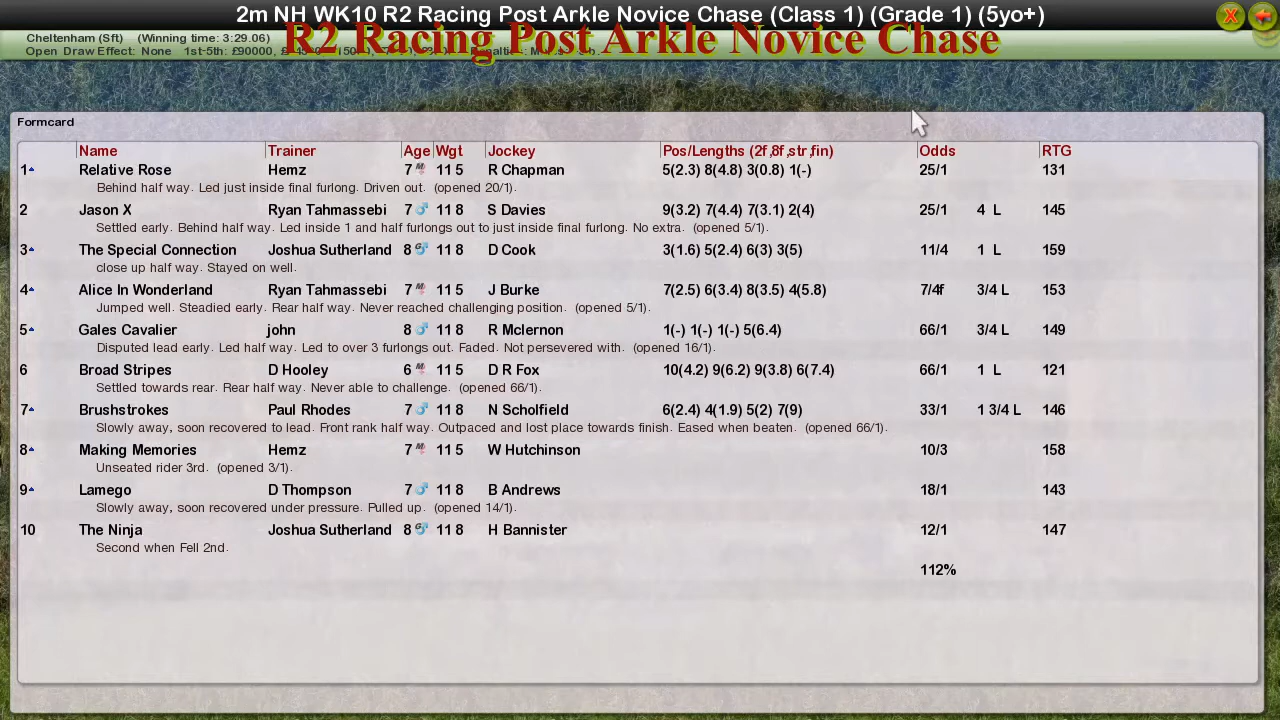 2m NH WK10 R2 Racing Post Arkle Novice Chase (Class 1) (Grade 1) (5yo+)
R2 Racing Post Arkle Novice Chase
Cheltenham (Sft) (Winning time: 3:29.06)
Open Draw Effect: None 1st-5th: £90000,
Formcard
Name Trainer Age Wgt Jockey Pos/Lengths (2f,8f,str,fin) Odds RTG
1 Relative Rose Hemz 7 11 5 R Chapman 5(2.3) 8(4.8) 3(0.8) 1(-) 25/1 131
Behind half way. Led just inside final furlong. Driven out. (opened 20/1).
2 Jason X Ryan Tahmassebi 7 11 8 S Davies 9(3.2) 7(4.4) 7(3.1) 2(4) 25/1 4 L 145
Settled early. Behind half way. Led inside 1 and half furlongs out to just inside final furlong. No extra. (opened 5/1).
3 The Special Connection Joshua Sutherland 8 11 8 D Cook 3(1.6) 5(2.4) 6(3) 3(5) 11/4 1 L 159
close up half way. Stayed on well.
4 Alice In Wonderland Ryan Tahmassebi 7 11 5 J Burke 7(2.5) 6(3.4) 8(3.5) 4(5.8) 7/4f 3/4 L 153
Jumped well. Steadied early. Rear half way. Never reached challenging position. (opened 5/1).
5 Gales Cavalier john 8 11 8 R Mclernon 1(-) 1(-) 1(-) 5(6.4) 66/1 3/4 L 149
Disputed lead early. Led half way. Led to over 3 furlongs out. Faded. Not persevered with. (opened 16/1).
6 Broad Stripes D Hooley 6 11 5 D R Fox 10(4.2) 9(6.2) 9(3.8) 6(7.4) 66/1 1 L 121
Settled towards rear. Rear half way. Never able to challenge. (opened 66/1).
7 Brushstrokes Paul Rhodes 7 11 8 N Scholfield 6(2.4) 4(1.9) 5(2) 7(9) 33/1 1 3/4 L 146
Slowly away, soon recovered to lead. Front rank half way. Outpaced and lost place towards finish. Eased when beaten. (opened 66/1).
8 Making Memories Hemz 7 11 5 W Hutchinson 10/3 158
Unseated rider 3rd. (opened 3/1).
9 Lamego D Thompson 7 11 8 B Andrews 18/1 143
Slowly away, soon recovered under pressure. Pulled up. (opened 14/1).
10 The Ninja Joshua Sutherland 8 11 8 H Bannister 12/1 147
Second when Fell 2nd.
112%